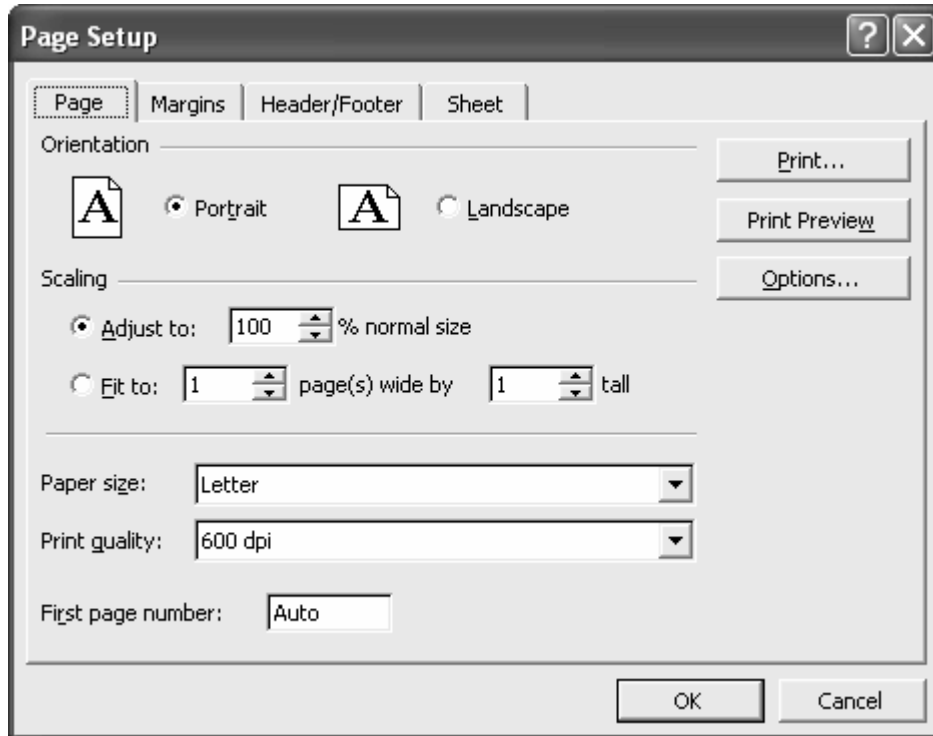 Page Setup
?
Page Margins Header/Footer Sheet
Orientation
A Portrait A Landscape
Print...
Print Preview
Options...
Scaling
Adjust to: 100 % normal size
Fit to: 1 page(s) wide by 1 tall
Paper size: Letter
Print quality: 600 dpi
First page number: Auto
OK Cancel